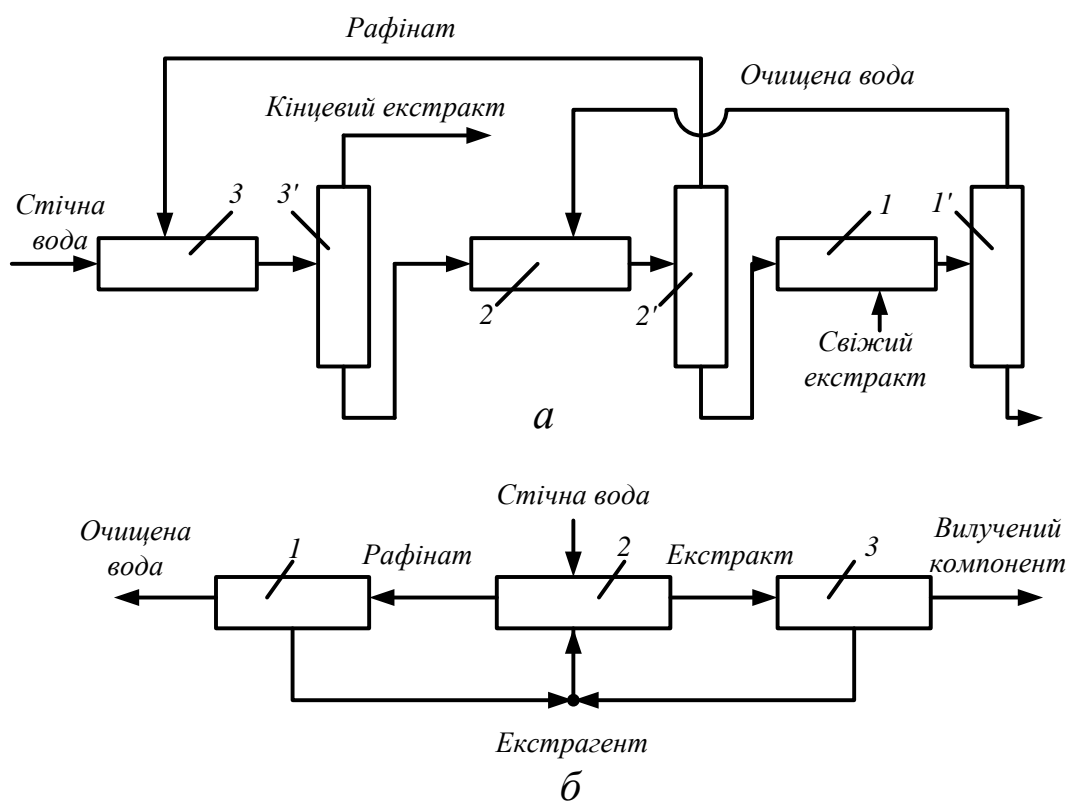 Рафінат
Очищена вода
Кінцевий екстракт
Стічна
вода
3
3'
2
2'
1
1'
Свіжий
екстракт
а
Стічна вода
Очищена
вода
1
Рафінат
2
Екстракт
3
Вилучений
компонент
Екстрагент
б